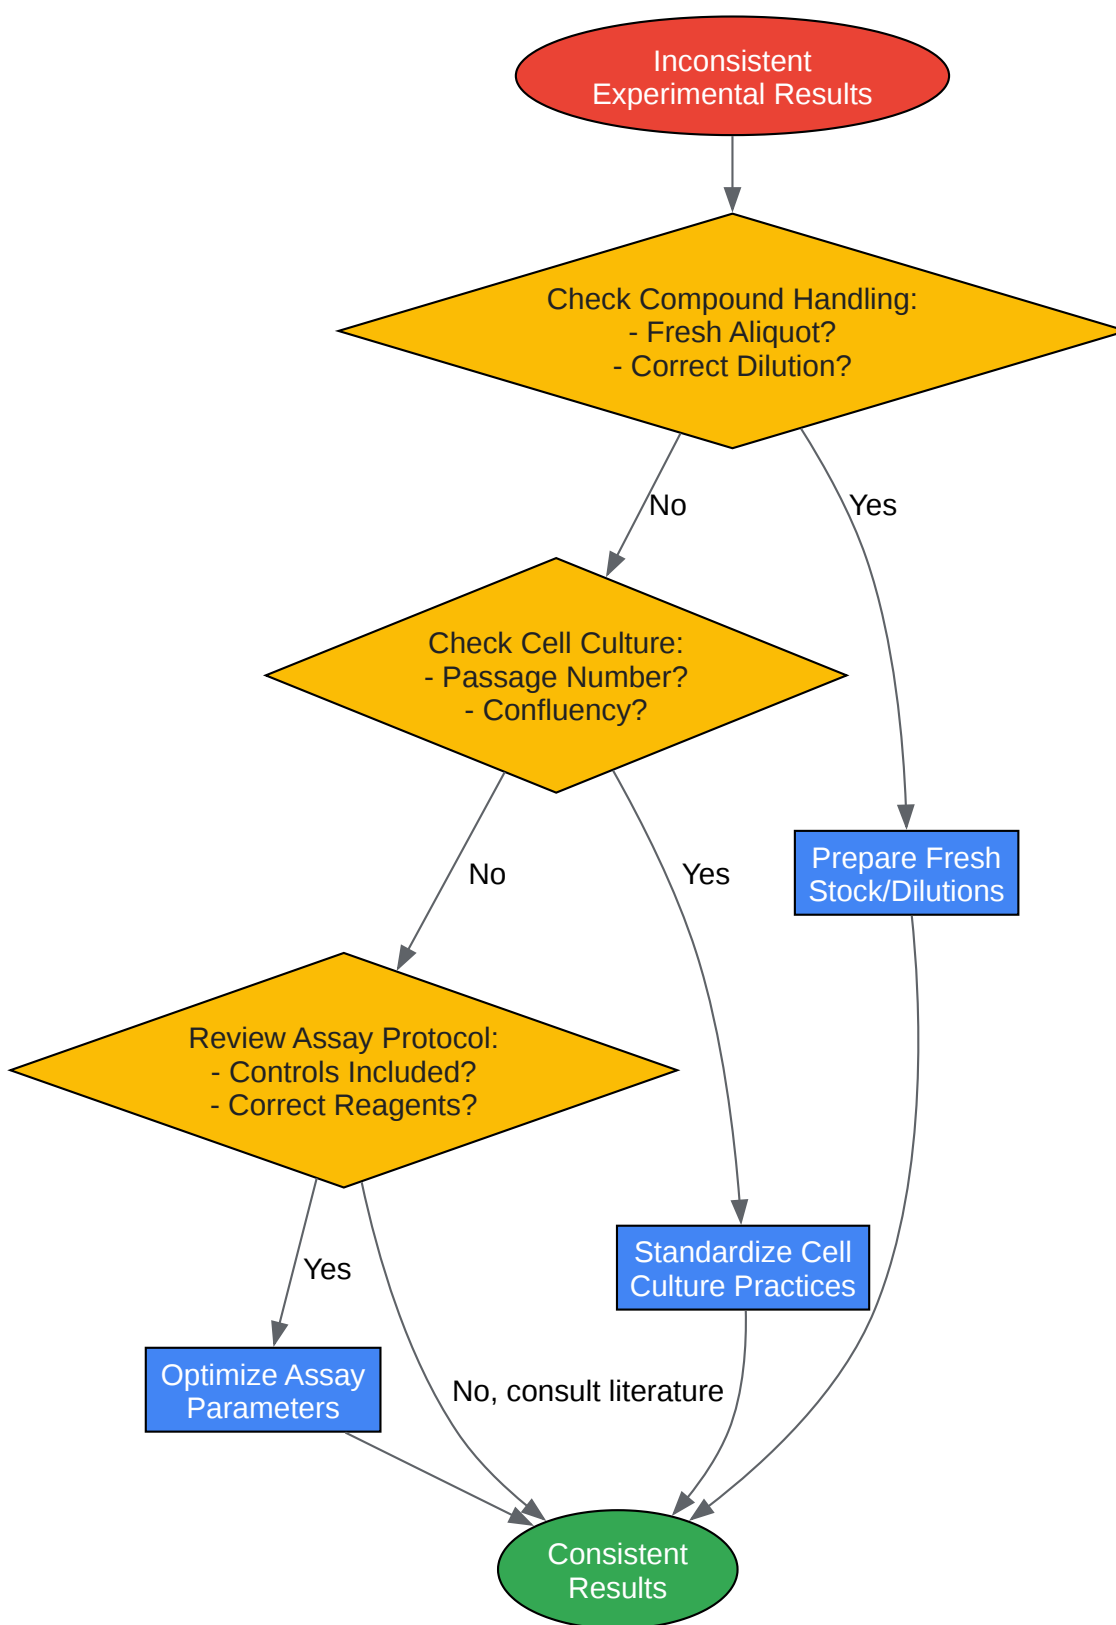 Inconsistent
Experimental Results
Check Compound Handling:
- Fresh Aliquot?
- Correct Dilution?
No
Yes
Check Cell Culture:
- Passage Number?
- Confluency?
No
Yes
Prepare Fresh
Stock/Dilutions
Review Assay Protocol:
- Controls Included?
- Correct Reagents?
Yes
Standardize Cell
Culture Practices
Optimize Assay
Parameters
No, consult literature
Consistent
Results